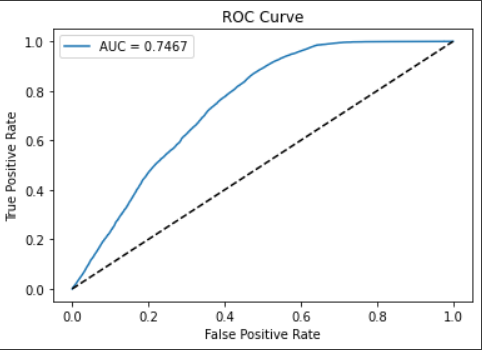 ROC Curve
AUC = 0.7467
True Positive Rate
1.0
0.8
0.6
0.4
0.2
0.0
0.0 0.2 0.4 0.6 0.8 1.0
False Positive Rate